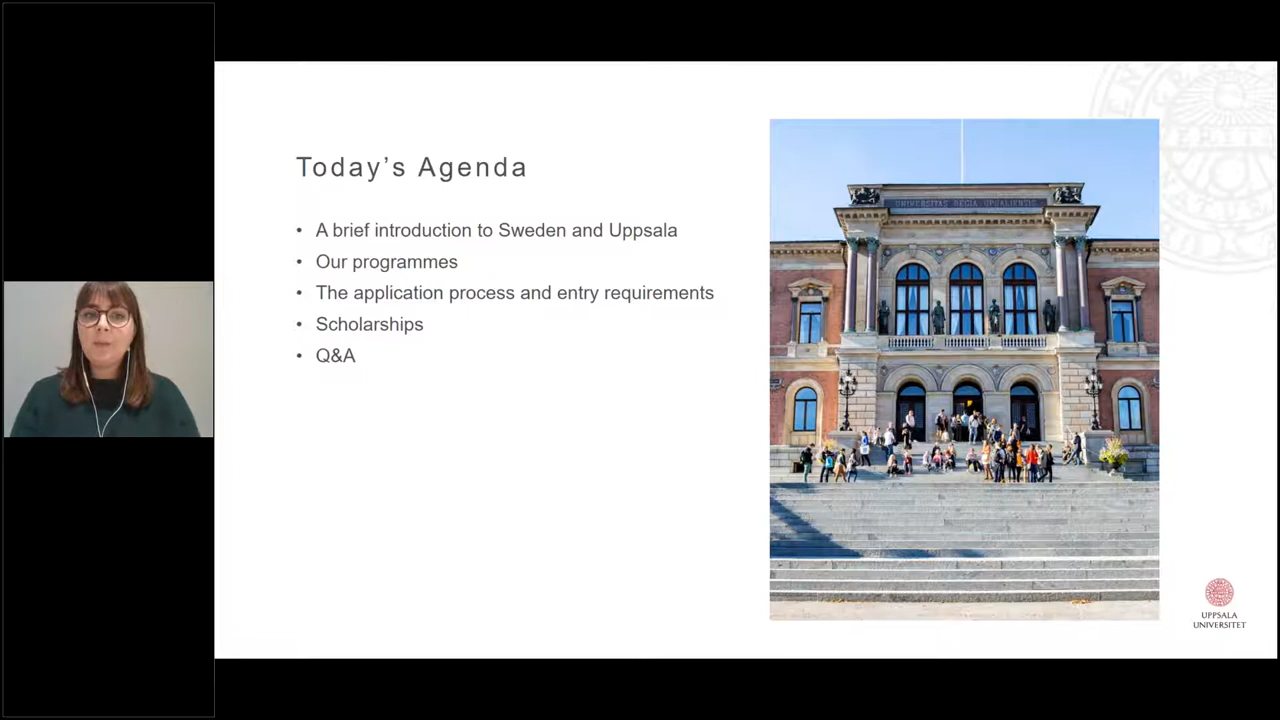 Today's Agenda
• A brief introduction to Sweden and Uppsala
• Our programmes
• The application process and entry requirements
• Scholarships
• Q&A
UNIVERSITAS REGIA UPSALIENSIS
UPPSALA
UNIVERSITET